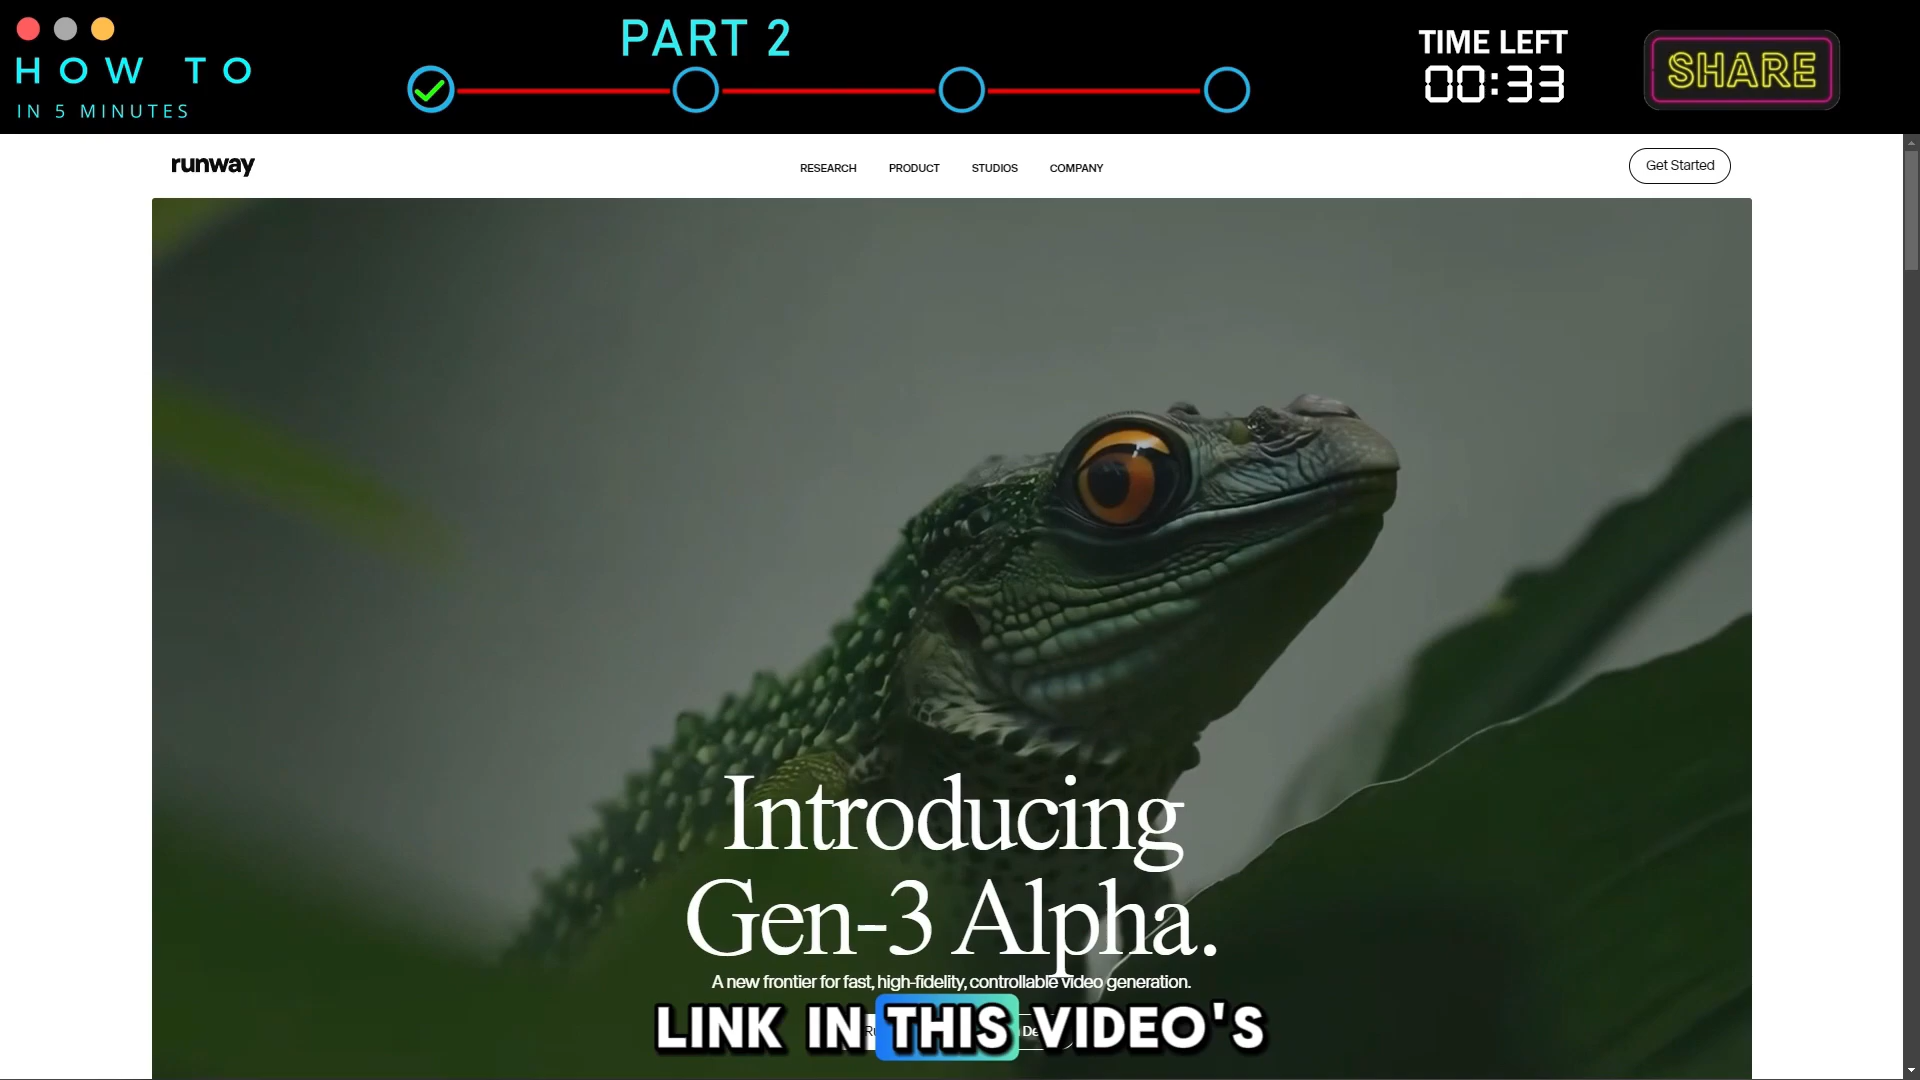 HOW TO
IN 5 MINUTES
PART 2
TIME LEFT
00:33
SHARE
runway
RESEARCH
PRODUCT
STUDIOS
COMPANY
Get Started
Introducing
Gen-3 Alpha.
A new frontier for fast, high-fidelity, controllable video generation.
LINK IN THIS VIDEO'S